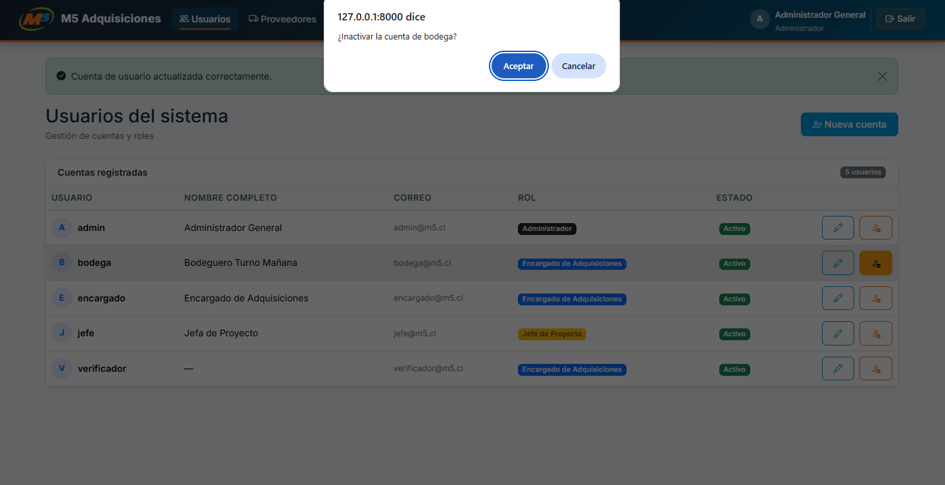 M5 M5 Adquisiciones Usuarios Proveedores
127.0.0.1:8000 dice
¿Inactivar la cuenta de bodega?
Aceptar Cancelar
A Administrador General
Administrador
Salir
Cuenta de usuario actualizada correctamente.
Usuarios del sistema
Gestión de cuentas y roles
Nueva cuenta
Cuentas registradas 5 usuarios
USUARIO NOMBRE COMPLETO CORREO ROL ESTADO
A admin Administrador General admin@m5.cl Administrador Activo
B bodega Bodeguero Turno Mañana bodega@m5.cl Encargado de Adquisiciones Activo
E encargado Encargado de Adquisiciones encargado@m5.cl Encargado de Adquisiciones Activo
J jefe Jefa de Proyecto jefe@m5.cl Jefe de Proyecto Activo
V verificador — verificador@m5.cl Encargado de Adquisiciones Activo